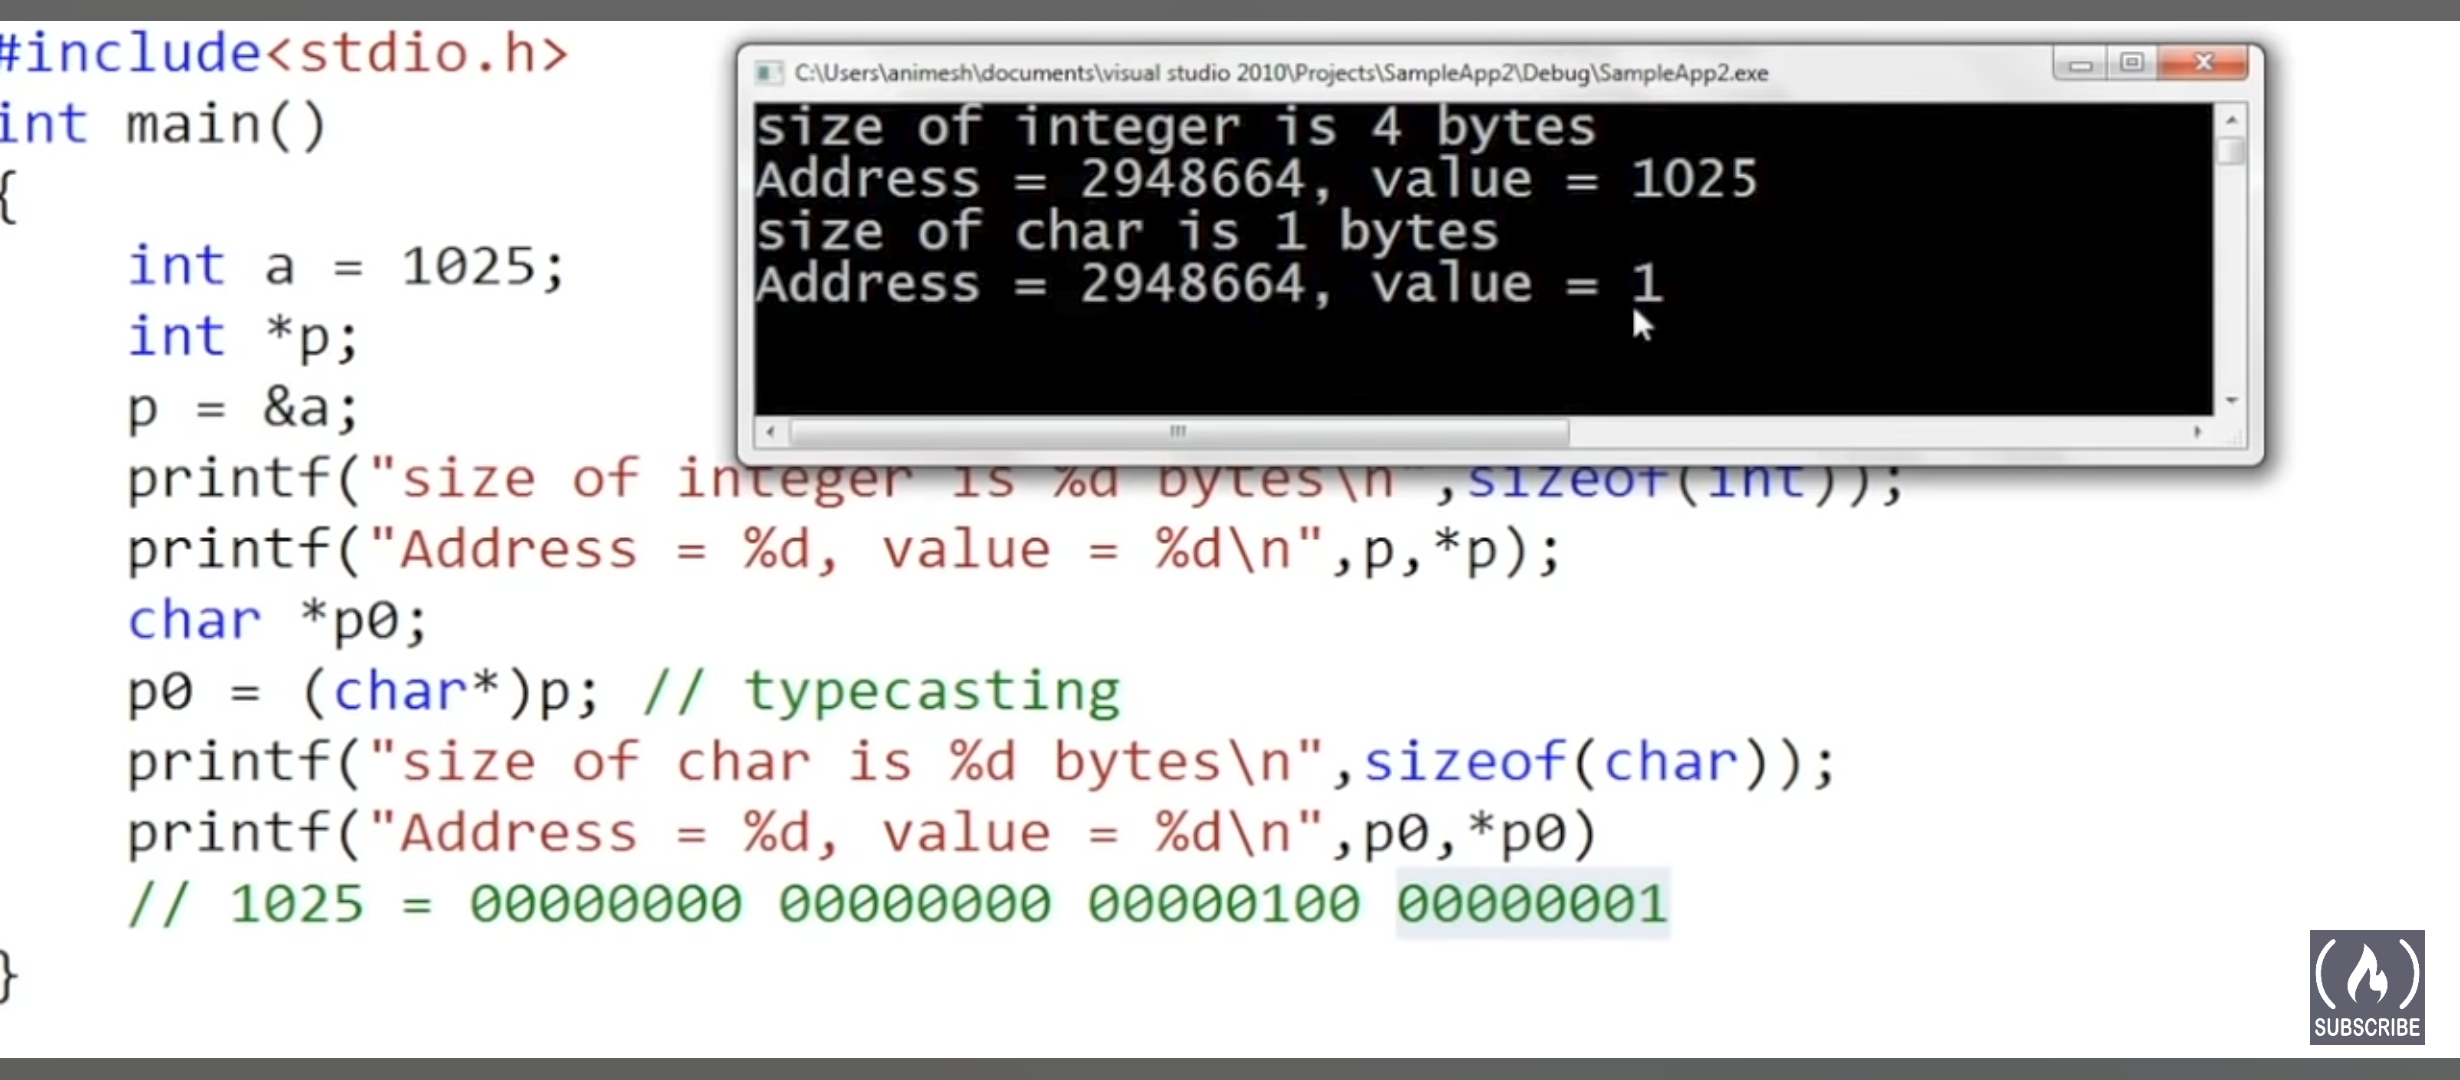 #include<stdio.h>
int main()
{
int a = 1025;
int *p;
p = &a;
printf("size of integer is %d bytes\n",sizeof(int));
printf("Address = %d, value = %d\n",p,*p);
char *p0;
p0 = (char*)p; // typecasting
printf("size of char is %d bytes\n",sizeof(char));
printf("Address = %d, value = %d\n",p0,*p0)
// 1025 = 00000000 00000000 00000100 00000001
}
C:\Users\animesh\documents\visual studio 2010\Projects\SampleApp2\Debug\SampleApp2.exe
size of integer is 4 bytes
Address = 2948664, value = 1025
size of char is 1 bytes
Address = 2948664, value = 1
SUBSCRIBE